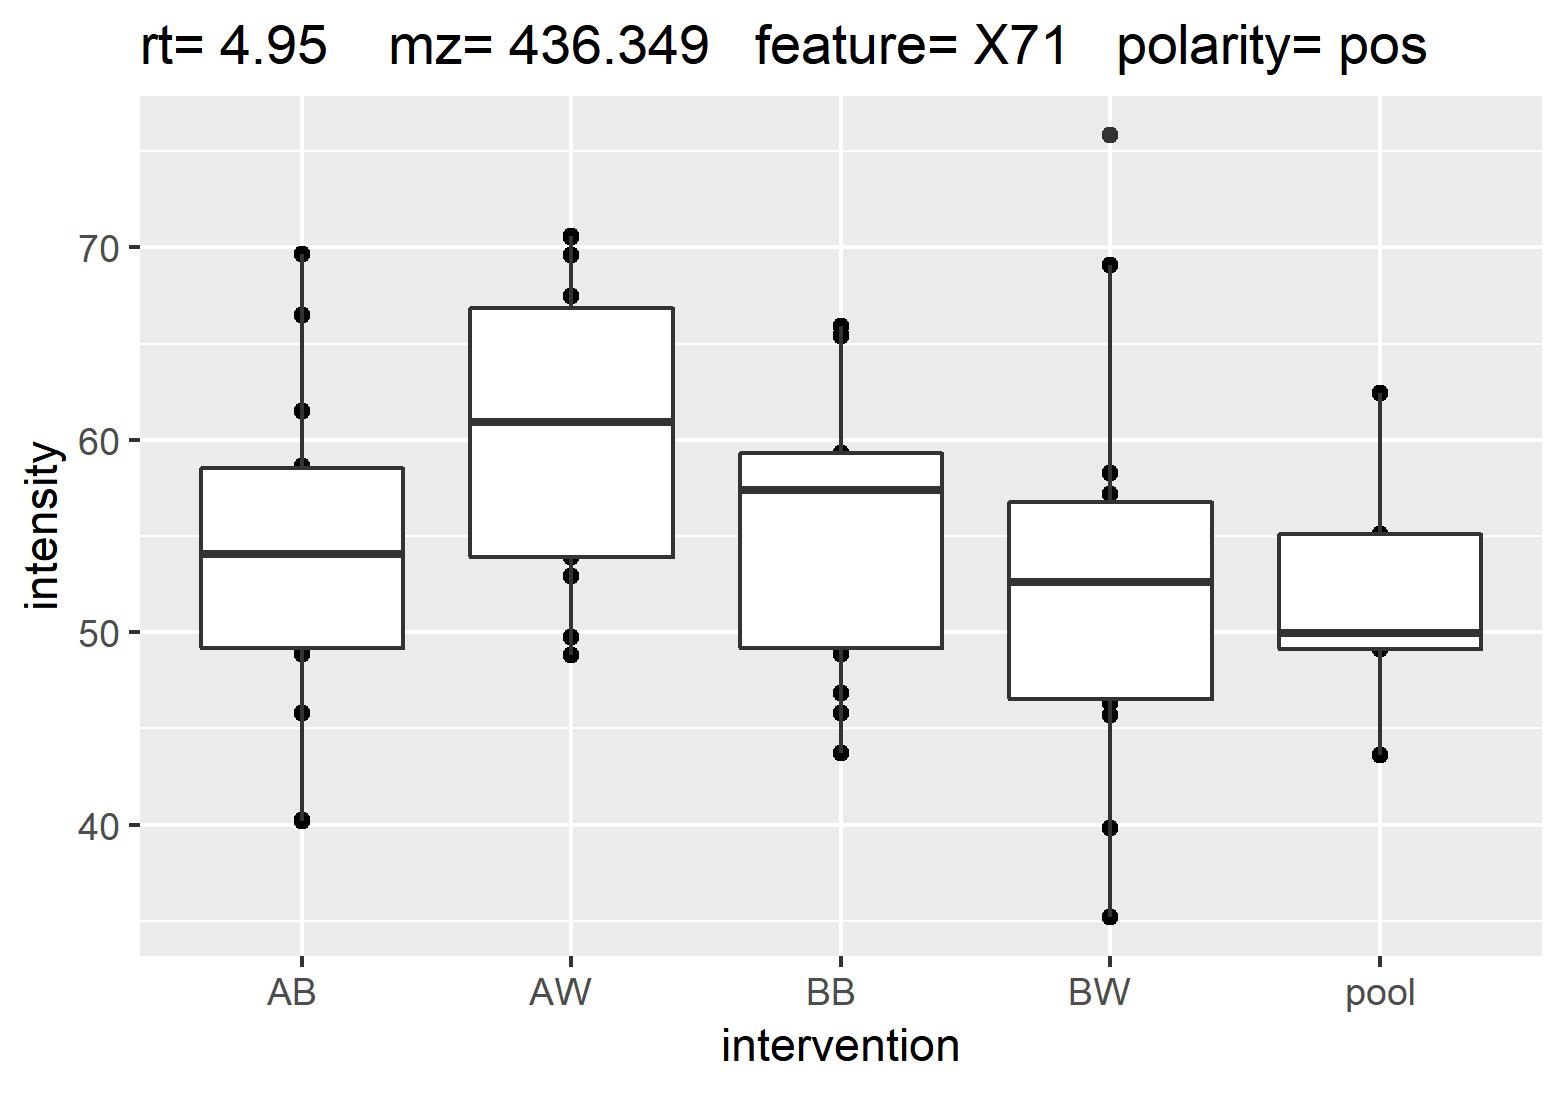 rt= 4.95    mz= 436.349   feature= X71   polarity= pos
70
60
50
40
intensity
AB AW BB BW pool
intervention